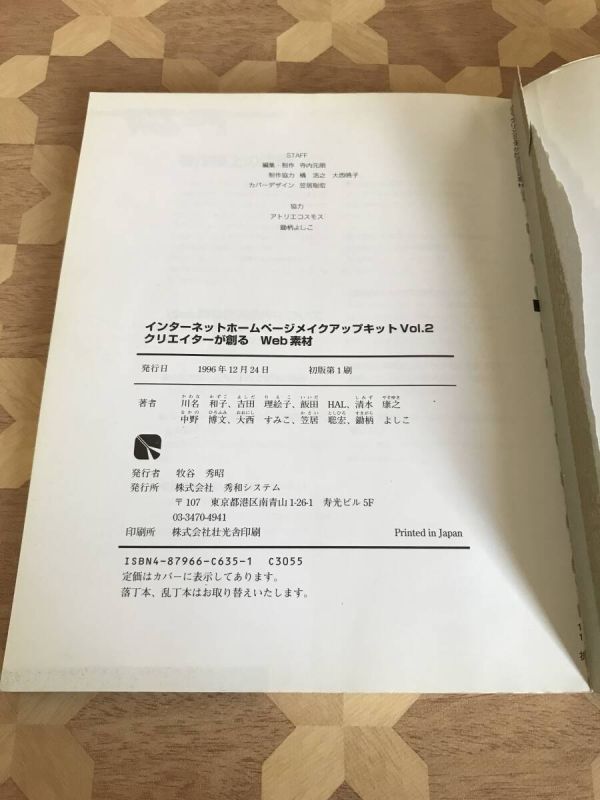 STAFF
編集・制作 寺内元朗
制作協力 橘 浩之 大西暁子
カバーデザイン 笠居聡宏
協力
アトリエコスモス
鋤柄よしこ
インターネットホームページメイクアップキット Vol.2
クリエイターが創る Web 素材
発行日 1996年12月24日 初版第1刷
著者 川名 和子、吉田 理絵子、飯田 HAL、清水 康之
中野 博文、大西 すみこ、笠居 聡宏、鋤柄 よしこ
発行者 牧谷 秀昭
発行所 株式会社 秀和システム
〒107 東京都港区南青山1-26-1 寿光ビル5F
03-3470-4941
印刷所 株式会社壮光舎印刷 Printed in Japan
ISBN4-87966-C635-1 C3055
定価はカバーに表示してあります。
落丁本、乱丁本はお取り替えいたします。